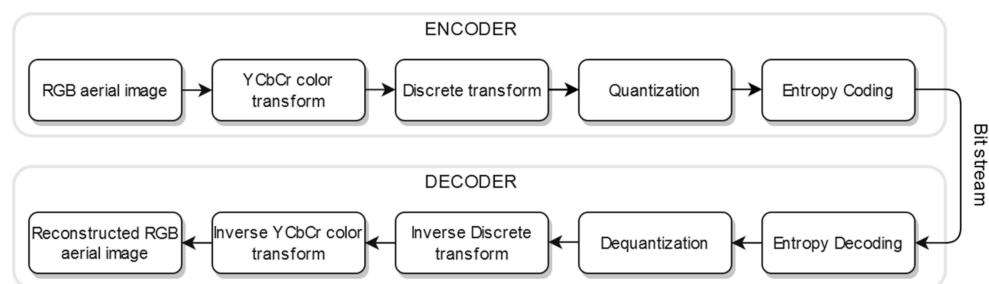 ENCODER
RGB aerial image
YCbCr color
transform
Discrete transform
Quantization
Entropy Coding
Bit stream
DECODER
Reconstructed RGB
aerial image
Inverse YCbCr color
transform
Inverse Discrete
transform
Dequantization
Entropy Decoding